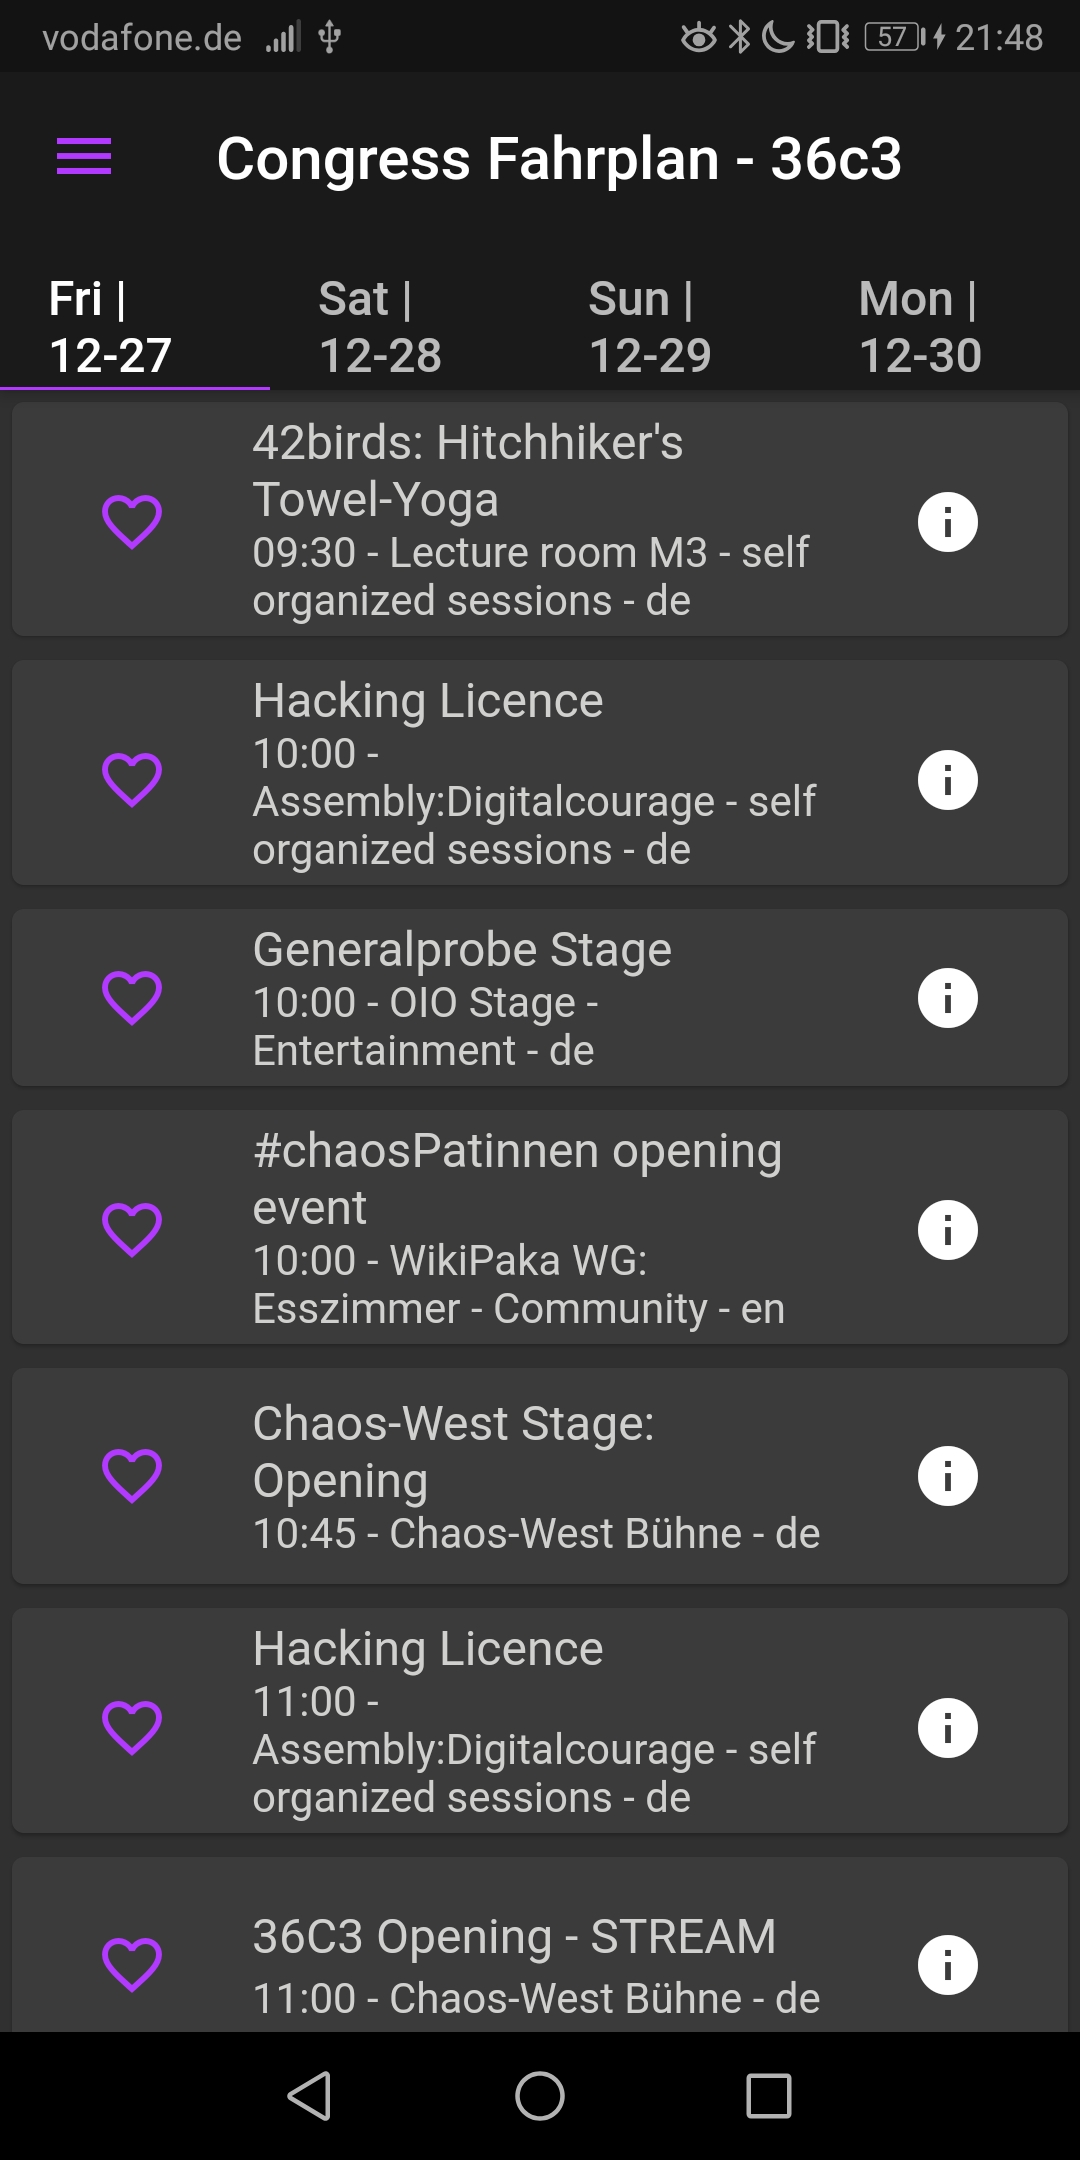 vodafone.de 57 21:48
Congress Fahrplan - 36c3
Fri | Sat | Sun | Mon |
12-27 12-28 12-29 12-30
42birds: Hitchhiker's
Towel-Yoga
09:30 - Lecture room M3 - self
organized sessions - de
Hacking Licence
10:00 -
Assembly:Digitalcourage - self
organized sessions - de
Generalprobe Stage
10:00 - OIO Stage -
Entertainment - de
#chaosPatinnen opening
event
10:00 - WikiPaka WG:
Esszimmer - Community - en
Chaos-West Stage:
Opening
10:45 - Chaos-West Bühne - de
Hacking Licence
11:00 -
Assembly:Digitalcourage - self
organized sessions - de
36C3 Opening - STREAM
11:00 - Chaos-West Bühne - de